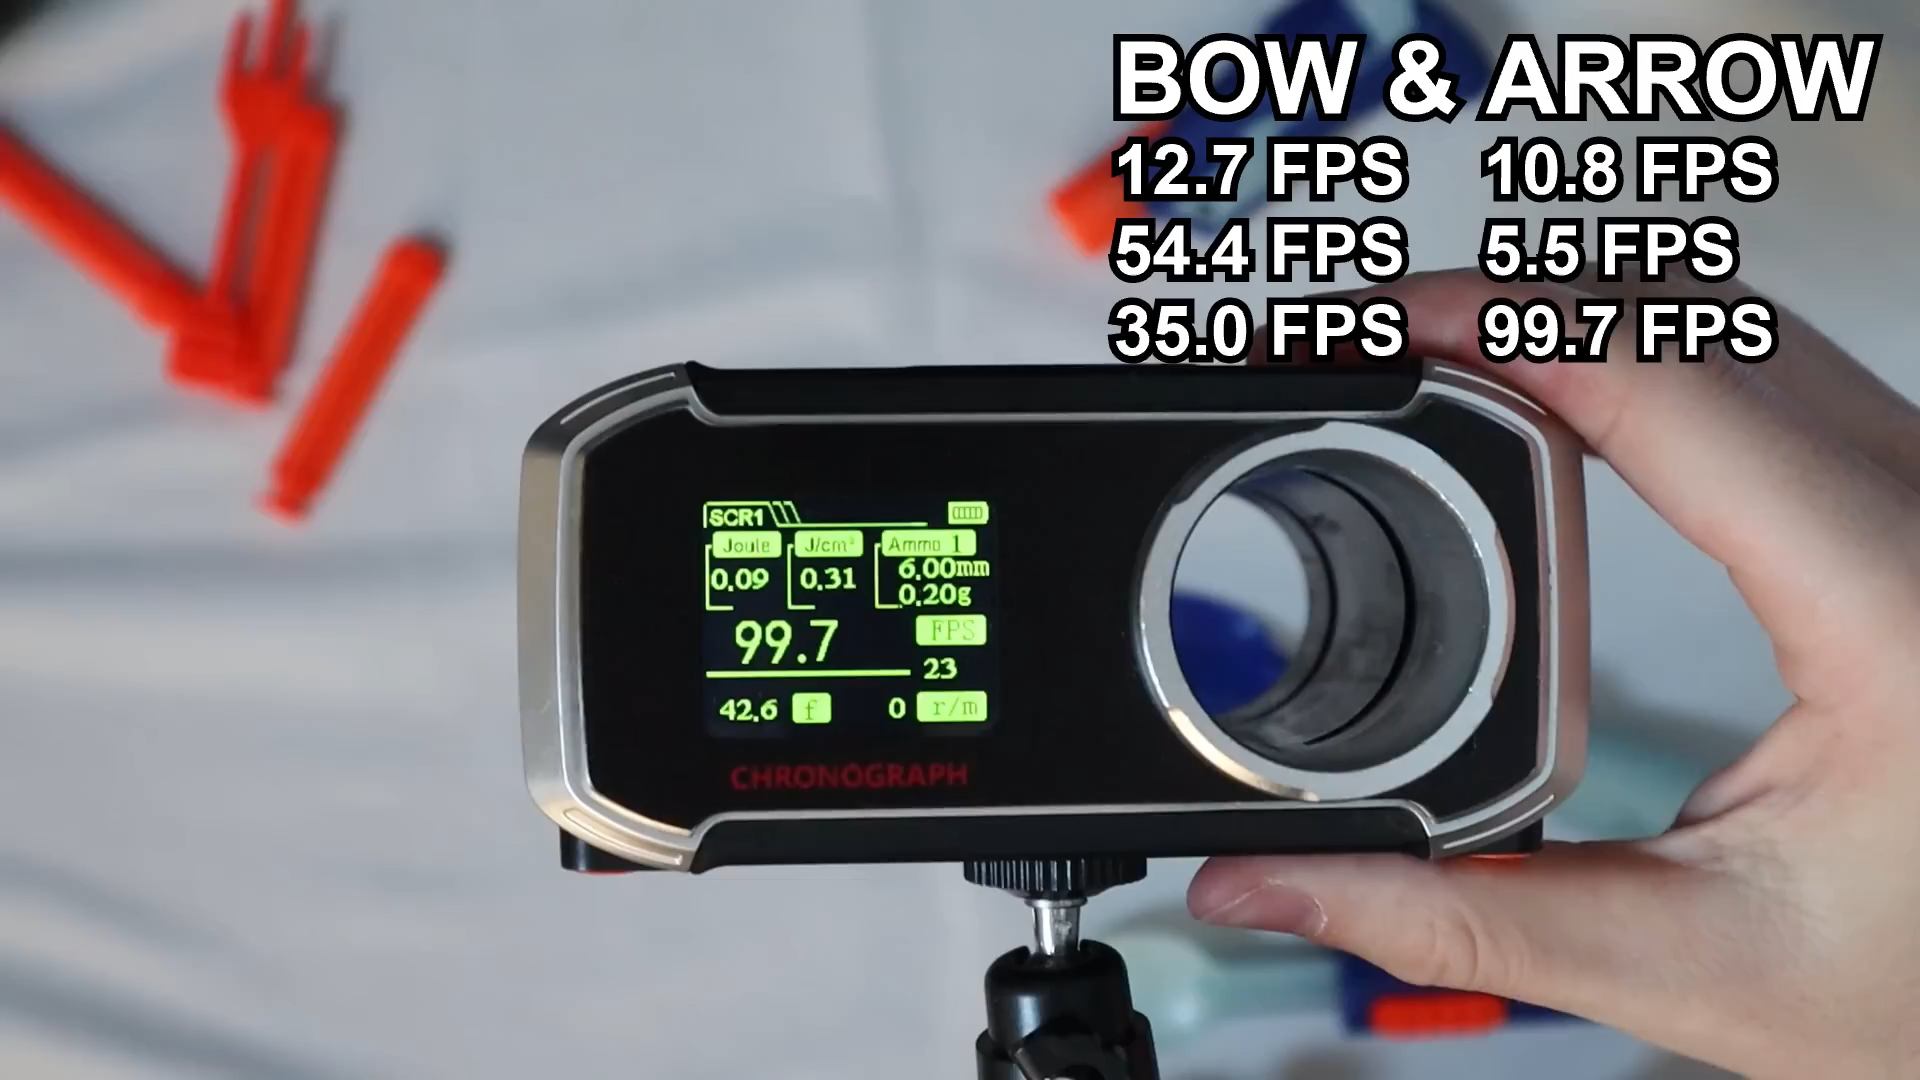 BOW & ARROW
12.7 FPS 10.8 FPS
54.4 FPS 5.5 FPS
35.0 FPS 99.7 FPS
SCR1
Joule J/cm² Ammo 1
0.09 0.31 6.00mm
0.20g
99.7 FPS
23
42.6 f 0 r/m
CHRONOGRAPH